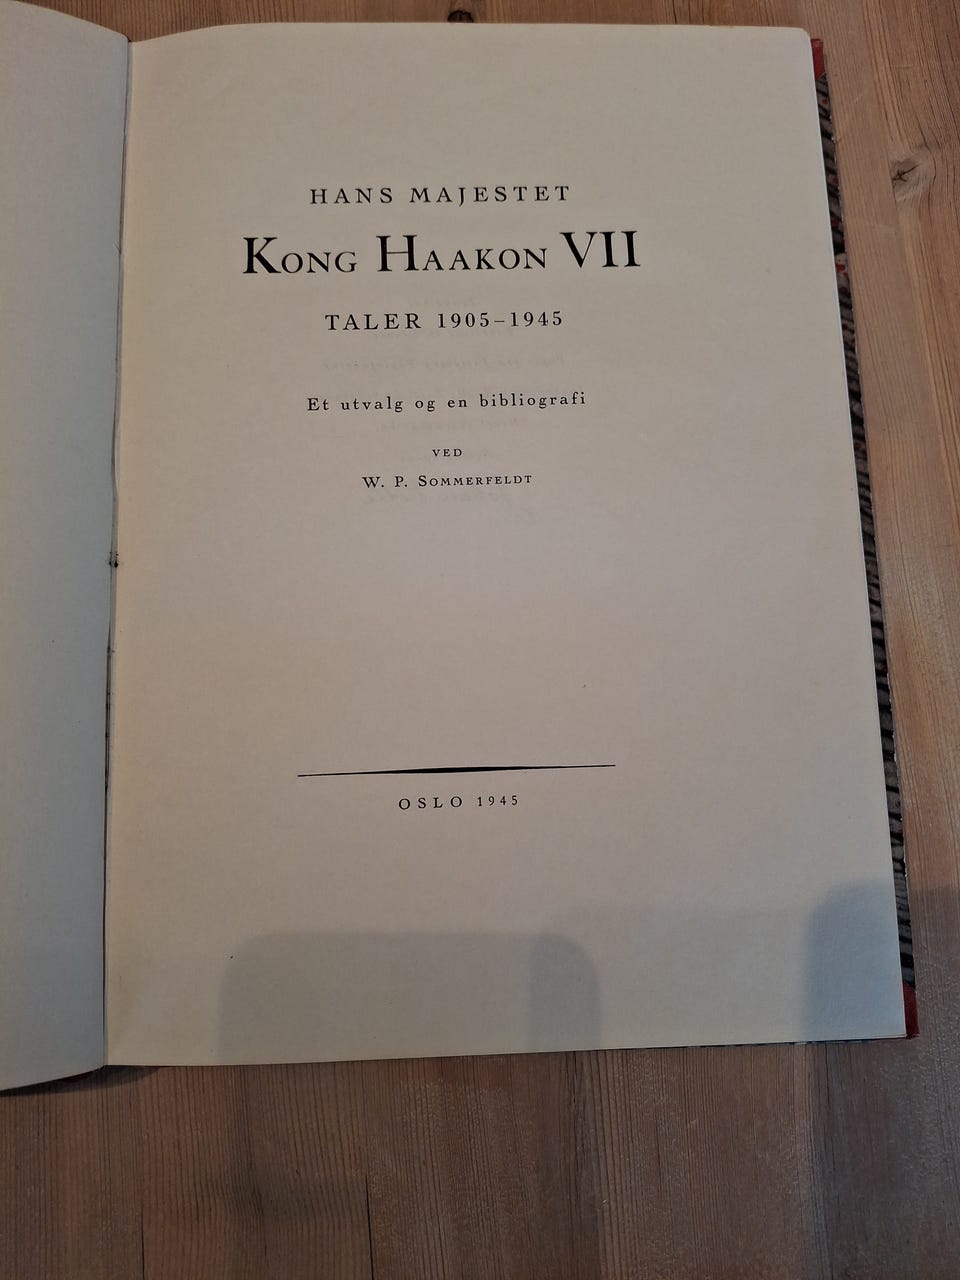 HANS MAJESTET
KONG HAAKON VII
TALER 1905–1945
Et utvalg og en bibliografi
VED
W. P. SOMMERFELDT
OSLO 1945